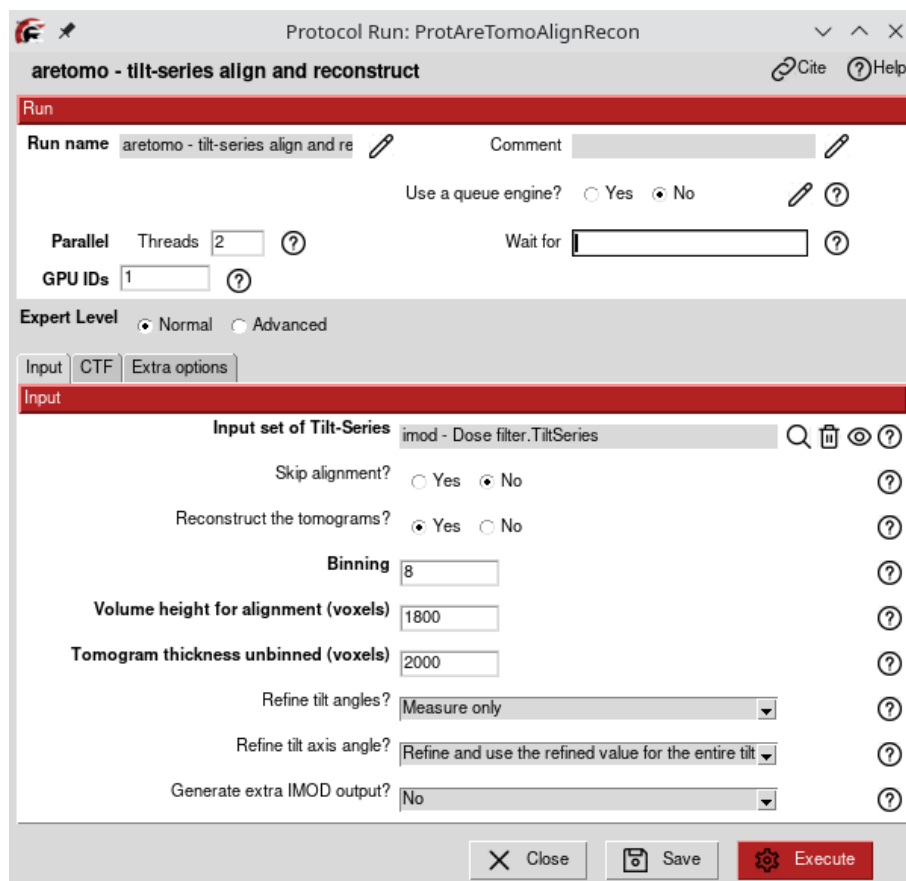 Protocol Run: ProtAreTomoAlignRecon
aretomo - tilt-series align and reconstruct Cite Help
Run
Run name aretomo - tilt-series align and re Comment
Use a queue engine? Yes No
Parallel Threads 2 Wait for
GPU IDs 1
Expert Level Normal Advanced
Input CTF Extra options
Input
Input set of Tilt-Series imod - Dose filter.TiltSeries
Skip alignment? Yes No
Reconstruct the tomograms? Yes No
Binning 8
Volume height for alignment (voxels) 1800
Tomogram thickness unbinned (voxels) 2000
Refine tilt angles? Measure only
Refine tilt axis angle? Refine and use the refined value for the entire tilt
Generate extra IMOD output? No
Close Save Execute